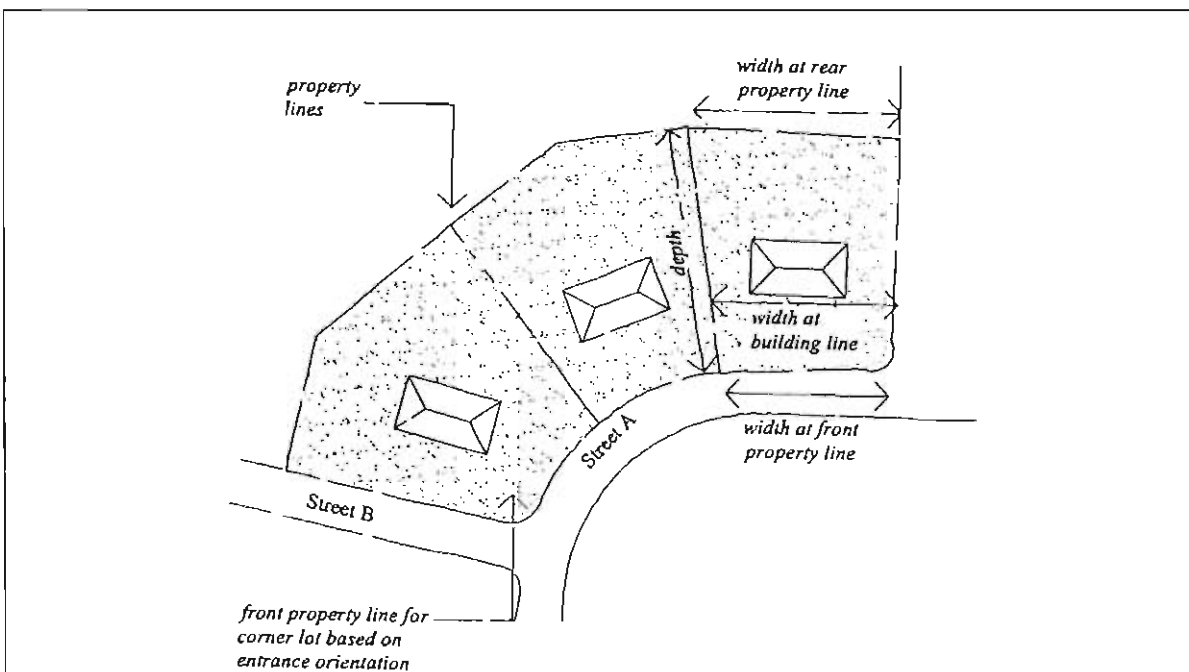 property
lines
width at rear
property line
depth
width at
building line
width at front
property line
Street A
Street B
front property line for
corner lot based on
entrance orientation